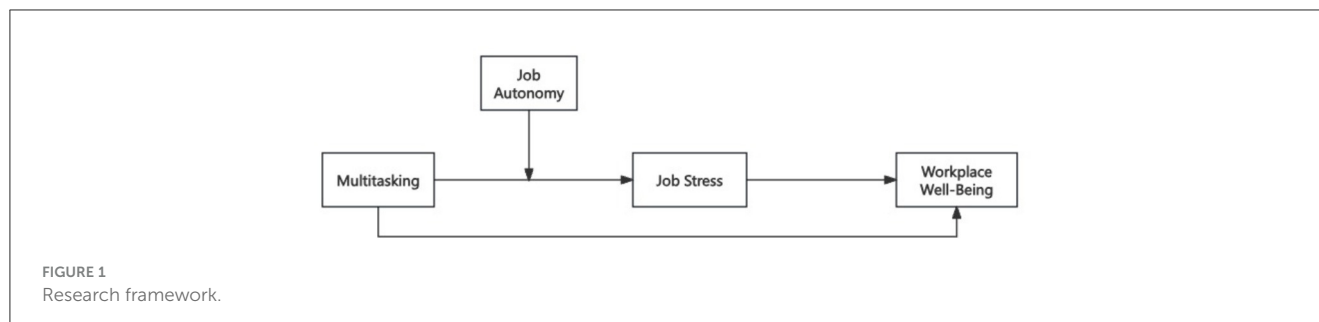 Job
Autonomy
Multitasking
Job Stress
Workplace
Well-Being
FIGURE 1
Research framework.